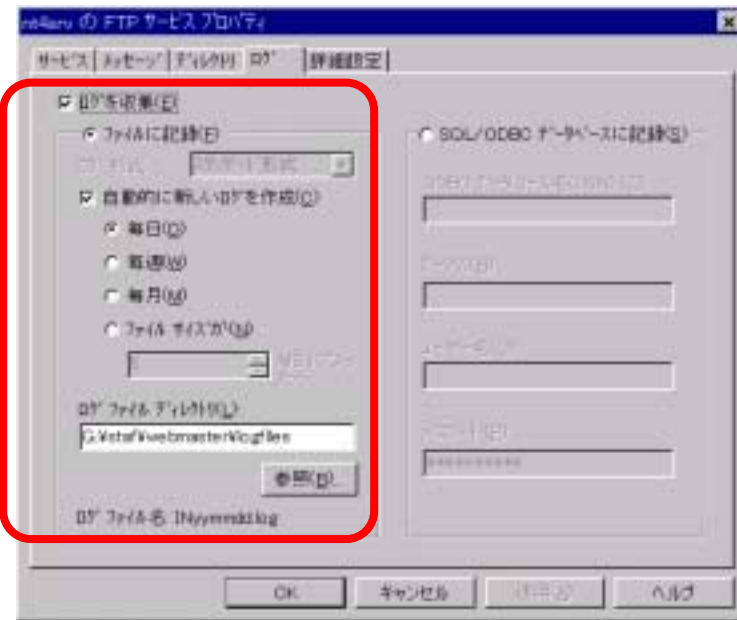 の FTP サービス プロパティ
サービス メッセージ ディレクトリ ログ 詳細設定
ログを収集(E)
ファイルに記録(F)
自動的に新しいログを作成(C)
毎日(D)
毎週(W)
毎月(M)
ファイル サイズが(M)
ログ ファイル ディレクトリ(L)
G:¥staf¥webmaster¥logfiles
参照(B)...
ログ ファイル名 INyymmdd.log
SQL/ODBC データベースに記録(S)
**********
OK キャンセル ヘルプ